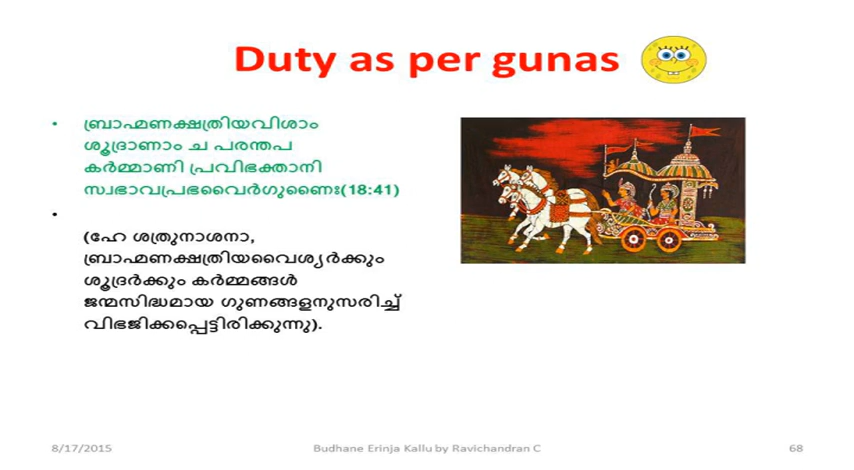 Duty as per gunas
• ബ്രാഹ്മണക്ഷത്രിയവിശാം
ശൂദ്രാണാം ച പരന്തപ
കർമ്മാണി പ്രവിഭക്താനി
സ്വഭാവപ്രഭവൈർഗുണൈഃ(18:41)
•
(ഹേ ശത്രുനാശനാ,
ബ്രാഹ്മണക്ഷത്രിയവൈശ്യർക്കും
ശൂദ്രർക്കും കർമ്മങ്ങൾ
ജന്മസിദ്ധമായ ഗുണങ്ങളനുസരിച്ച്
വിഭജിക്കപ്പെട്ടിരിക്കുന്നു).
8/17/2015 Budhane Erinja Kallu by Ravichandran C 68